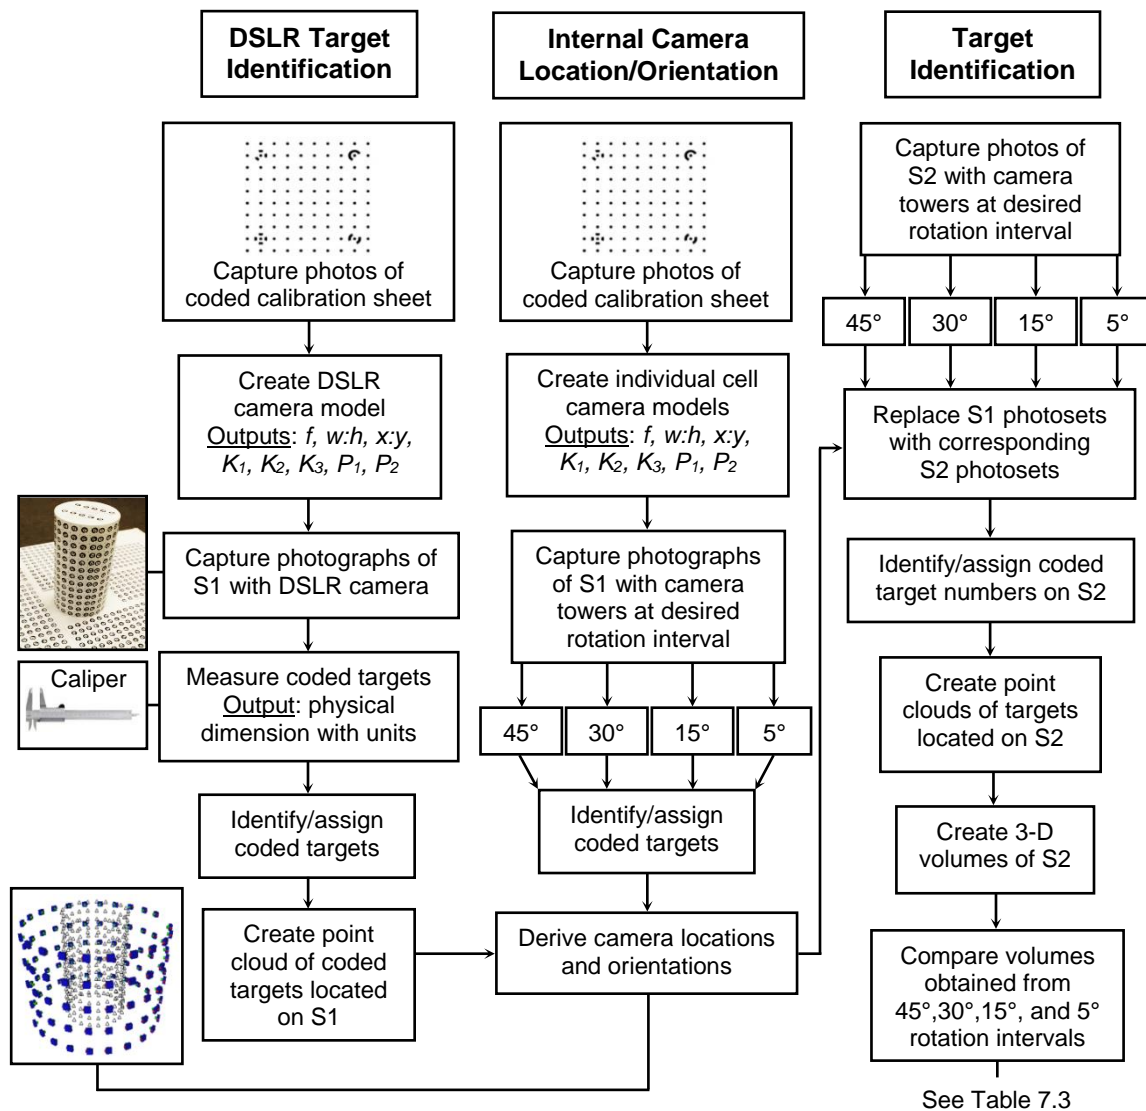 DSLR Target
Identification
Capture photos of
coded calibration sheet
Create DSLR
camera model
Outputs: f, w:h, x:y,
K1, K2, K3, P1, P2
Capture photographs of
S1 with DSLR camera
Caliper
Measure coded targets
Output: physical
dimension with units
Identify/assign
coded targets
Create point
cloud of coded
targets located
on S1
Internal Camera
Location/Orientation
Capture photos of
coded calibration sheet
Create individual cell
camera models
Outputs: f, w:h, x:y,
K1, K2, K3, P1, P2
Capture photographs
of S1 with camera
towers at desired
rotation interval
45° 30° 15° 5°
Identify/assign
coded targets
Derive camera locations
and orientations
Target
Identification
Capture photos of
S2 with camera
towers at desired
rotation interval
45° 30° 15° 5°
Replace S1 photosets
with corresponding
S2 photosets
Identify/assign coded
target numbers on S2
Create point
clouds of targets
located on S2
Create 3-D
volumes of S2
Compare volumes
obtained from
45°,30°,15°, and 5°
rotation intervals
See Table 7.3